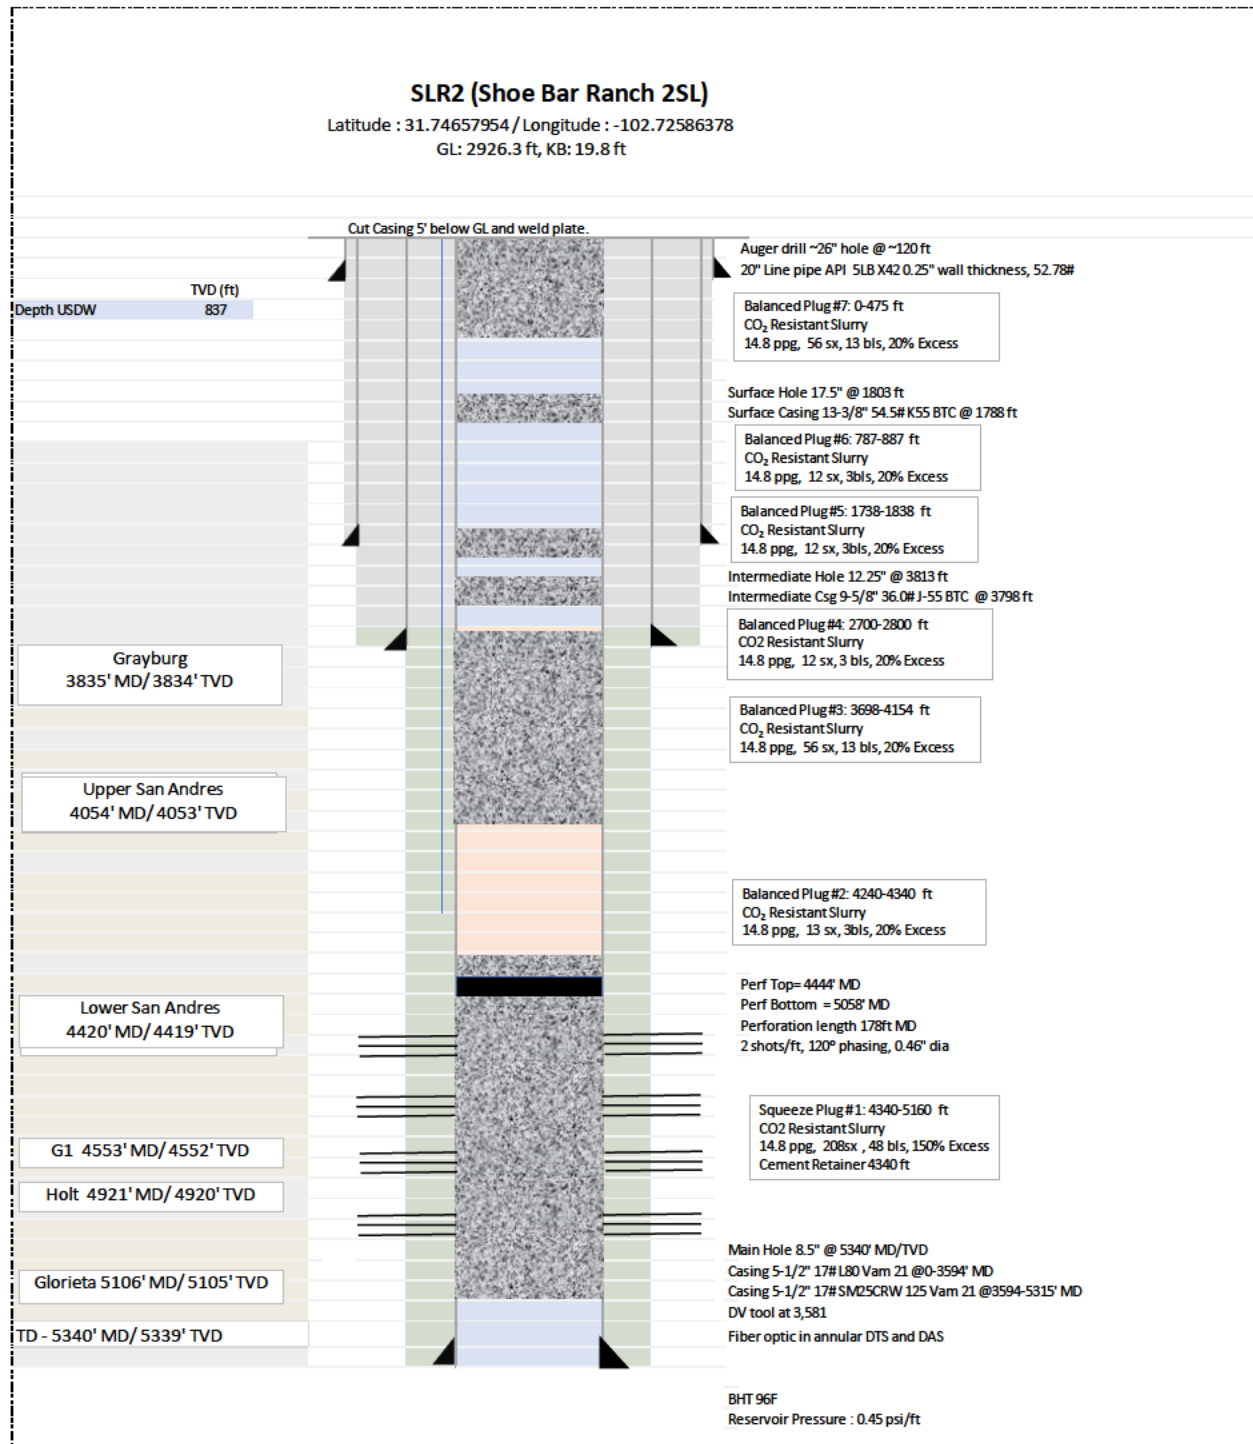 SLR2 (Shoe Bar Ranch 2SL)
Latitude : 31.74657954 / Longitude : -102.72586378
GL: 2926.3 ft, KB: 19.8 ft
Cut Casing 5' below GL and weld plate.
Auger drill ~26" hole @ ~120 ft
20" Line pipe API 5LB X42 0.25" wall thickness, 52.78#
TVD (ft)
Depth USDW 837
Balanced Plug #7: 0-475 ft
CO₂ Resistant Slurry
14.8 ppg, 56 sx, 13 bls, 20% Excess
Surface Hole 17.5" @ 1803 ft
Surface Casing 13-3/8" 54.5# K55 BTC @ 1788 ft
Balanced Plug #6: 787-887 ft
CO₂ Resistant Slurry
14.8 ppg, 12 sx, 3bls, 20% Excess
Balanced Plug #5: 1738-1838 ft
CO₂ Resistant Slurry
14.8 ppg, 12 sx, 3bls, 20% Excess
Intermediate Hole 12.25" @ 3813 ft
Intermediate Csg 9-5/8" 36.0# J-55 BTC @ 3798 ft
Balanced Plug #4: 2700-2800 ft
CO2 Resistant Slurry
14.8 ppg, 12 sx, 3 bls, 20% Excess
Grayburg
3835' MD/ 3834' TVD
Balanced Plug #3: 3698-4154 ft
CO₂ Resistant Slurry
14.8 ppg, 56 sx, 13 bls, 20% Excess
Upper San Andres
4054' MD/ 4053' TVD
Balanced Plug #2: 4240-4340 ft
CO₂ Resistant Slurry
14.8 ppg, 13 sx, 3bls, 20% Excess
Perf Top= 4444' MD
Perf Bottom = 5058' MD
Perforation length 178ft MD
2 shots/ft, 120° phasing, 0.46" dia
Lower San Andres
4420' MD/ 4419' TVD
Squeeze Plug #1: 4340-5160 ft
CO2 Resistant Slurry
14.8 ppg, 208sx , 48 bls, 150% Excess
Cement Retainer 4340 ft
G1 4553' MD/ 4552' TVD
Holt 4921' MD/ 4920' TVD
Glorieta 5106' MD/ 5105' TVD
TD - 5340' MD/ 5339' TVD
Main Hole 8.5" @ 5340' MD/TVD
Casing 5-1/2" 17# L80 Vam 21 @0-3594' MD
Casing 5-1/2" 17# SM25CRW 125 Vam 21 @3594-5315' MD
DV tool at 3,581
Fiber optic in annular DTS and DAS
BHT 96F
Reservoir Pressure : 0.45 psi/ft